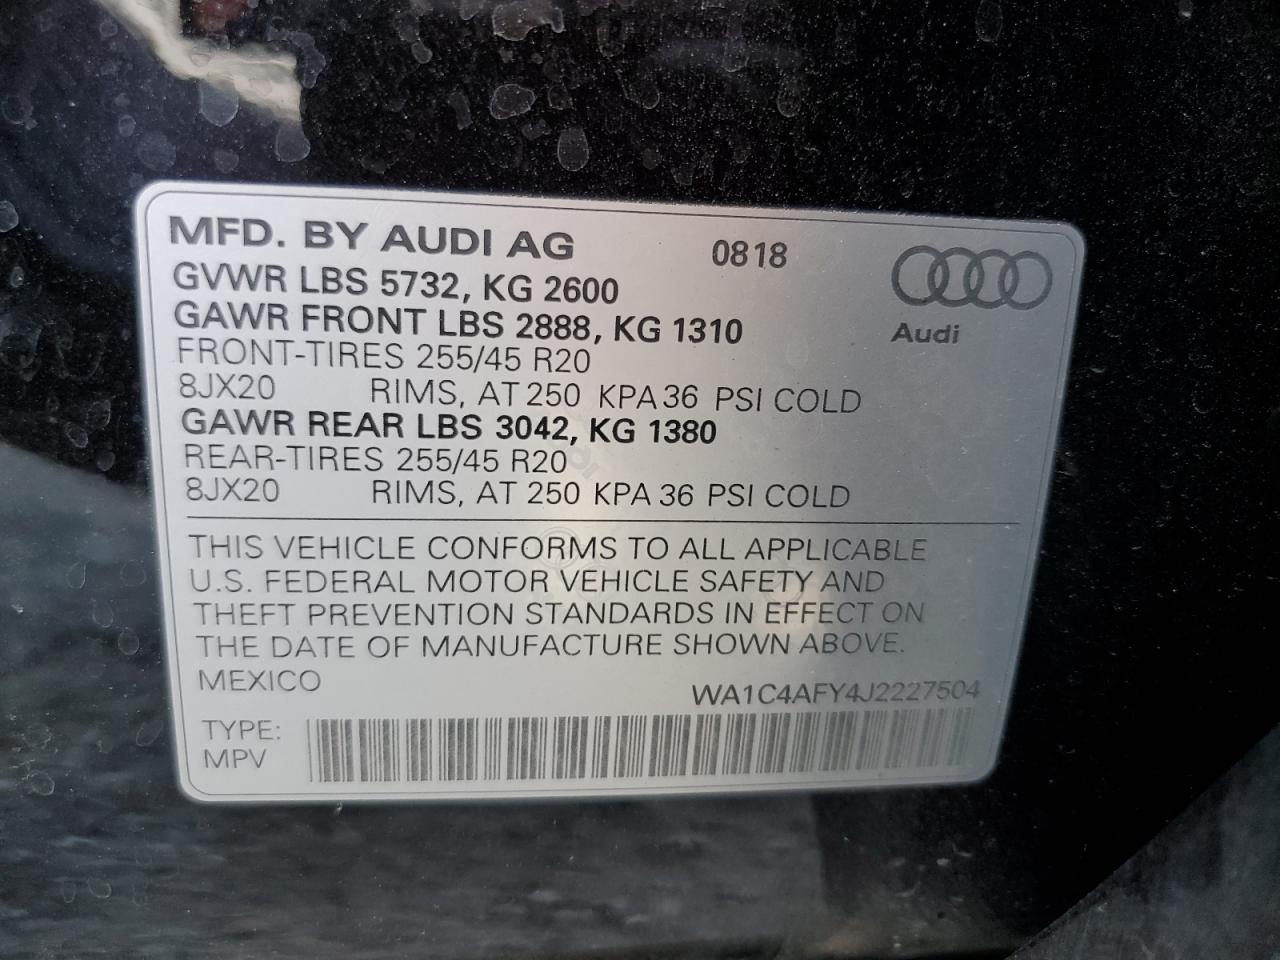 MFD. BY AUDI AG 0818
GVWR LBS 5732, KG 2600
GAWR FRONT LBS 2888, KG 1310
Audi
FRONT-TIRES 255/45 R20
8JX20 RIMS, AT 250 KPA 36 PSI COLD
GAWR REAR LBS 3042, KG 1380
REAR-TIRES 255/45 R20
8JX20 RIMS, AT 250 KPA 36 PSI COLD
THIS VEHICLE CONFORMS TO ALL APPLICABLE
U.S. FEDERAL MOTOR VEHICLE SAFETY AND
THEFT PREVENTION STANDARDS IN EFFECT ON
THE DATE OF MANUFACTURE SHOWN ABOVE.
MEXICO WA1C4AFY4J2227504
TYPE:
MPV